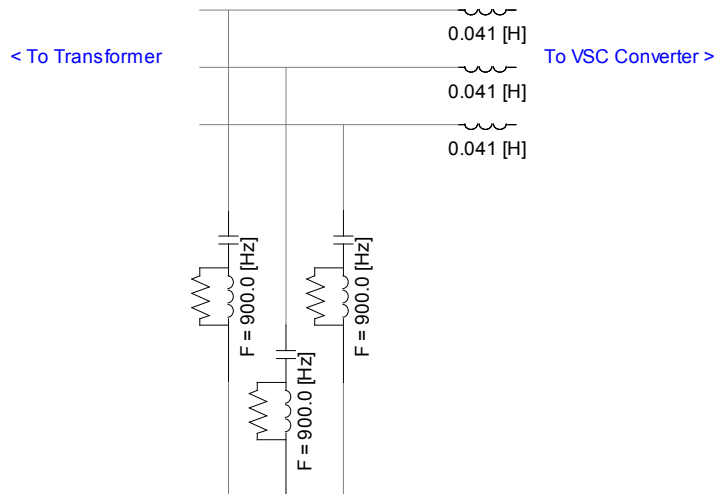 0.041 [H]
< To Transformer
To VSC Converter >
0.041 [H]
0.041 [H]
F = 900.0 [Hz]
F = 900.0 [Hz]
F = 900.0 [Hz]